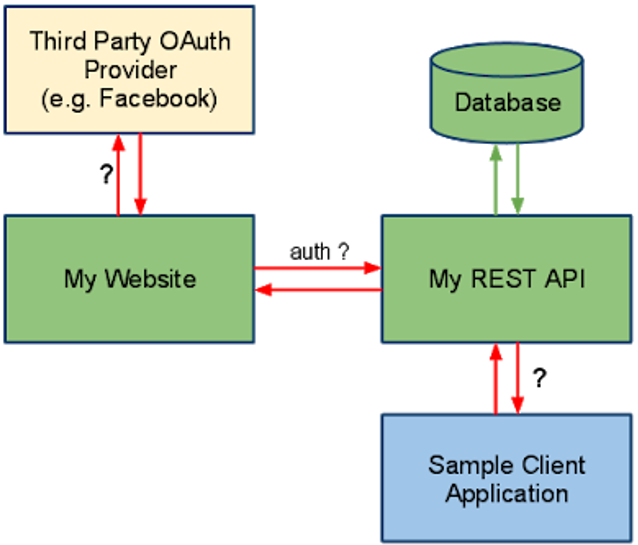 Third Party OAuth
Provider
(e.g. Facebook)
Database
?
auth ?
My Website
My REST API
?
Sample Client
Application